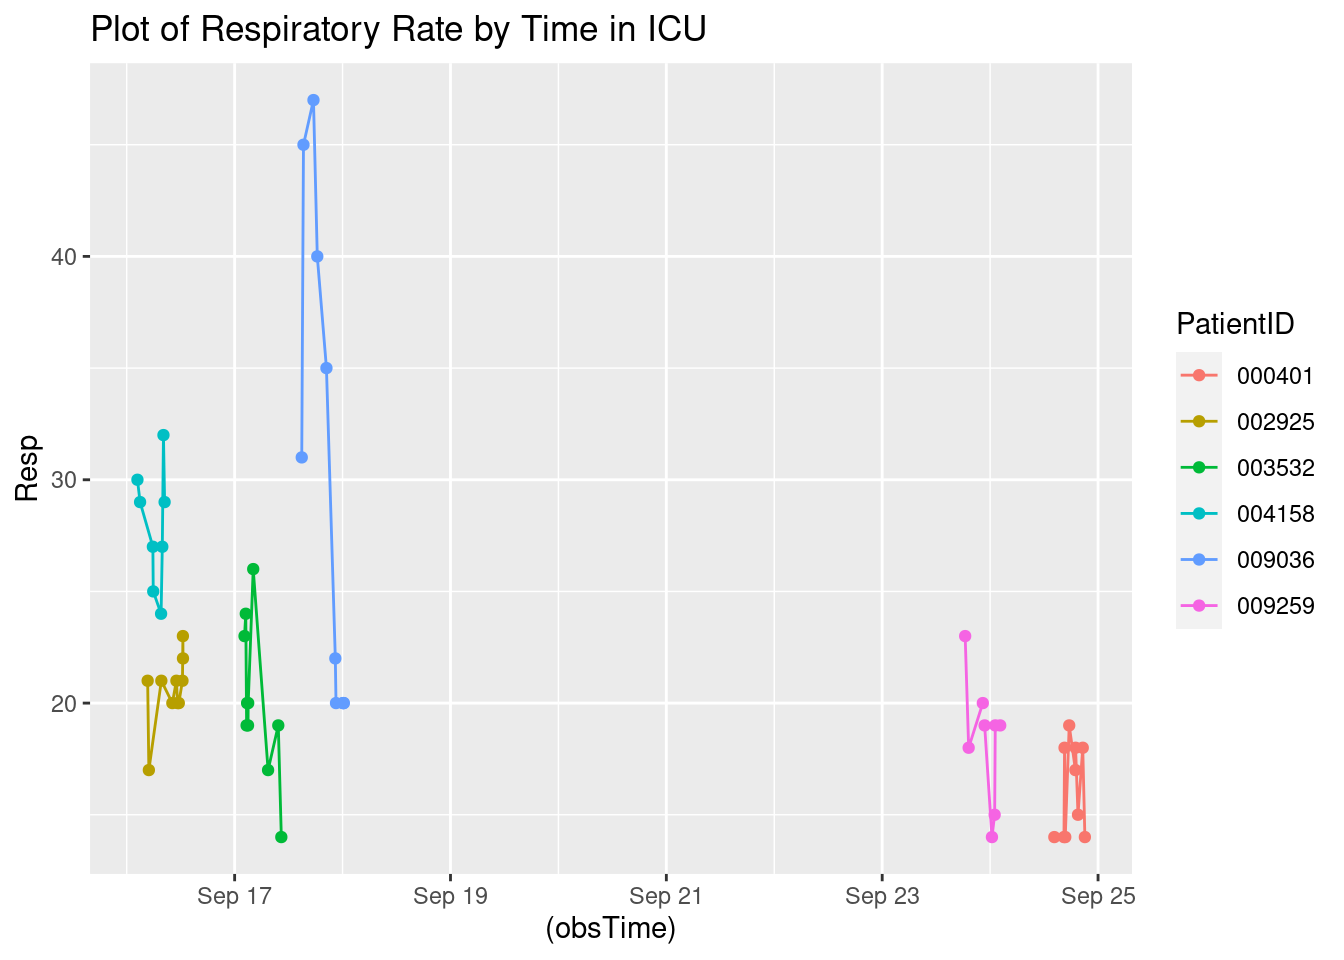 Plot of Respiratory Rate by Time in ICU
Resp
40
30
20
Sep 17
Sep 19
Sep 21
Sep 23
Sep 25
(obsTime)
PatientID
000401
002925
003532
004158
009036
009259